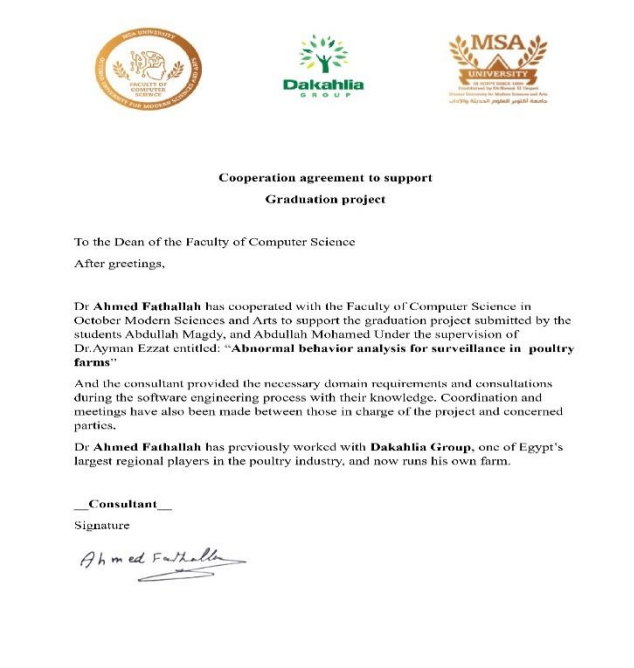 MSA UNIVERSITY
FACULTY OF
COMPUTER
SCIENCE
Dakahlia
GROUP
MSA
UNIVERSITY
Cooperation agreement to support
Graduation project
To the Dean of the Faculty of Computer Science
After greetings,
Dr Ahmed Fathallah has cooperated with the Faculty of Computer Science in
October Modern Sciences and Arts to support the graduation project submitted by the
students Abdullah Magdy, and Abdullah Mohamed Under the supervision of
Dr.Ayman Ezzat entitled: “Abnormal behavior analysis for surveillance in poultry
farms”
And the consultant provided the necessary domain requirements and consultations
during the software engineering process with their knowledge. Coordination and
meetings have also been made between those in charge of the project and concerned
parties.
Dr Ahmed Fathallah has previously worked with Dakahlia Group, one of Egypt’s
largest regional players in the poultry industry, and now runs his own farm.
__Consultant__
Signature
Ahmed Fathalla